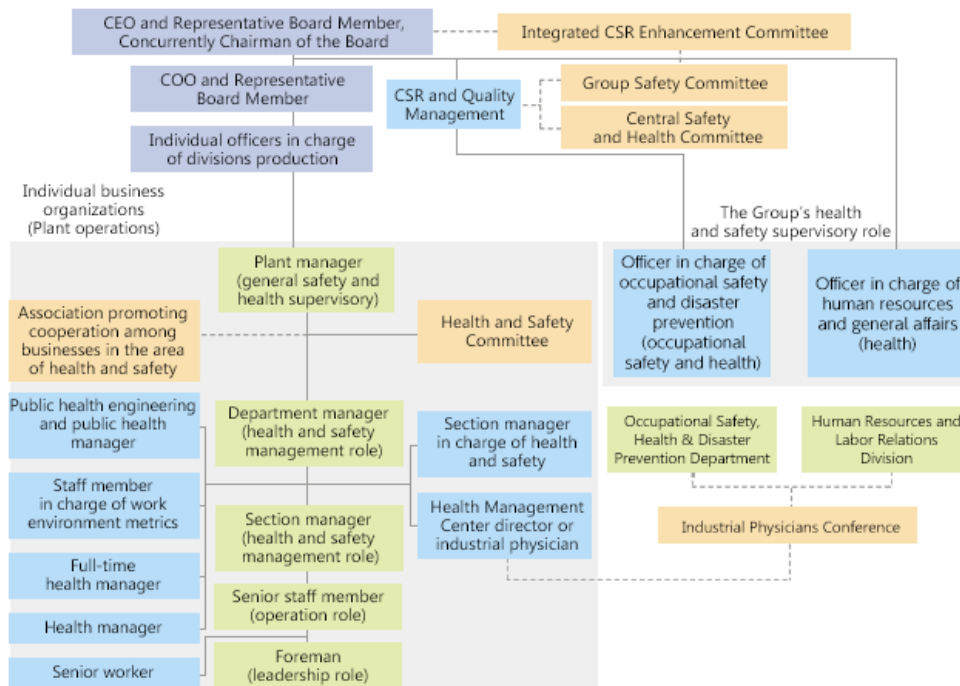 CEO and Representative Board Member,
Concurrently Chairman of the Board
Integrated CSR Enhancement Committee
COO and Representative
Board Member
CSR and Quality
Management
Group Safety Committee
Central Safety
and Health Committee
Individual officers in charge
of divisions production
Individual business
organizations
(Plant operations)
The Group's health
and safety supervisory role
Plant manager
(general safety and
health supervisory)
Officer in charge of
occupational safety
and disaster
prevention
(occupational
safety and health)
Officer in charge of
human resources
and general affairs
(health)
Association promoting
cooperation among
businesses in the area
of health and safety
Health and Safety
Committee
Public health engineering
and public health
manager
Department manager
(health and safety
management role)
Section manager
in charge of health
and safety
Occupational Safety,
Health & Disaster
Prevention Department
Human Resources and
Labor Relations
Division
Staff member
in charge of work
environment metrics
Section manager
(health and safety
management role)
Health Management
Center director or
industrial physician
Industrial Physicians Conference
Full-time
health manager
Senior staff member
(operation role)
Health manager
Senior worker
Foreman
(leadership role)